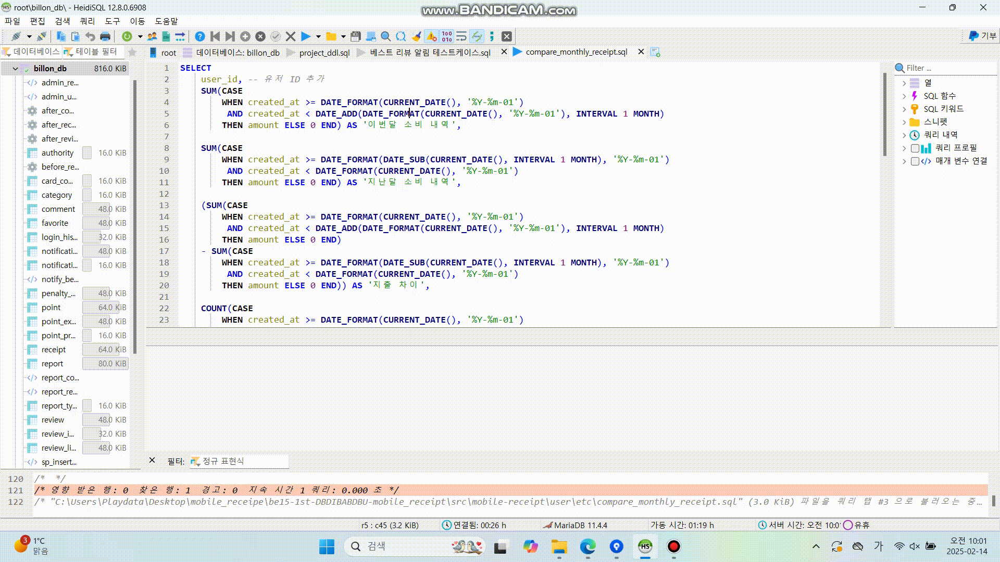 root\billon_db\ - HeidiSQL 12.8.0.6908
www.BANDICAM.com
파일 편집 검색 쿼리 도구 이동 도움말
기부
데이터베이스 테이블 필터
root 데이터베이스: billon_db project_ddl.sql 베스트 리뷰 알림 테스트케이스.sql compare_monthly_receipt.sql
billon_db 816.0 KiB
admin_re...
admin_u...
after_co...
after_rec...
after_revi...
authority 16.0 KiB
before_re...
card_co... 16.0 KiB
category 16.0 KiB
comment 48.0 KiB
favorite 48.0 KiB
login_his... 32.0 KiB
notificati... 48.0 KiB
notificati... 16.0 KiB
notify_be...
penalty_... 48.0 KiB
point 64.0 KiB
point_ex... 48.0 KiB
point_pr... 16.0 KiB
receipt 64.0 KiB
report 80.0 KiB
report_co...
report_re...
report_ty... 16.0 KiB
review 48.0 KiB
review_i... 32.0 KiB
review_li... 48.0 KiB
sp_insert...
1 SELECT
2 user_id, -- 유저 ID 추가
3 SUM(CASE
4 WHEN created_at >= DATE_FORMAT(CURRENT_DATE(), '%Y-%m-01')
5 AND created_at < DATE_ADD(DATE_FORMAT(CURRENT_DATE(), '%Y-%m-01'), INTERVAL 1 MONTH)
6 THEN amount ELSE 0 END) AS '이번달 소비 내역',
7
8 SUM(CASE
9 WHEN created_at >= DATE_FORMAT(DATE_SUB(CURRENT_DATE(), INTERVAL 1 MONTH), '%Y-%m-01')
10 AND created_at < DATE_FORMAT(CURRENT_DATE(), '%Y-%m-01')
11 THEN amount ELSE 0 END) AS '지난달 소비 내역',
12
13 (SUM(CASE
14 WHEN created_at >= DATE_FORMAT(CURRENT_DATE(), '%Y-%m-01')
15 AND created_at < DATE_ADD(DATE_FORMAT(CURRENT_DATE(), '%Y-%m-01'), INTERVAL 1 MONTH)
16 THEN amount ELSE 0 END)
17 - SUM(CASE
18 WHEN created_at >= DATE_FORMAT(DATE_SUB(CURRENT_DATE(), INTERVAL 1 MONTH), '%Y-%m-01')
19 AND created_at < DATE_FORMAT(CURRENT_DATE(), '%Y-%m-01')
20 THEN amount ELSE 0 END)) AS '지출 차이',
21
22 COUNT(CASE
23 WHEN created_at >= DATE_FORMAT(CURRENT_DATE(), '%Y-%m-01')
Filter ...
열
SQL 함수
SQL 키워드
스니펫
쿼리 내역
쿼리 프로필
매개 변수 연결
필터: 정규 표현식
120 /* */
121 /* 영향 받은 행: 0 찾은 행: 1 경고: 0 지속 시간 1 쿼리: 0.000 초 */
122 /* "C:\Users\Playdata\Desktop\mobile_receipe\be15-1st-DBDIBABDBU-mobile_receipt\src\mobile-receipt\user\etc\compare_monthly_receipt.sql" (3.0 KiB) 파일을 쿼리 탭 #3 으로 불러오는 중...
r5 : c45 (3.2 KiB) 연결됨: 00:26 h MariaDB 11.4.4 가동 시간: 01:19 h 서버 시간: 오전 10:0 유휴
3 1°C
맑음
검색
HS
가
오전 10:01
2025-02-14